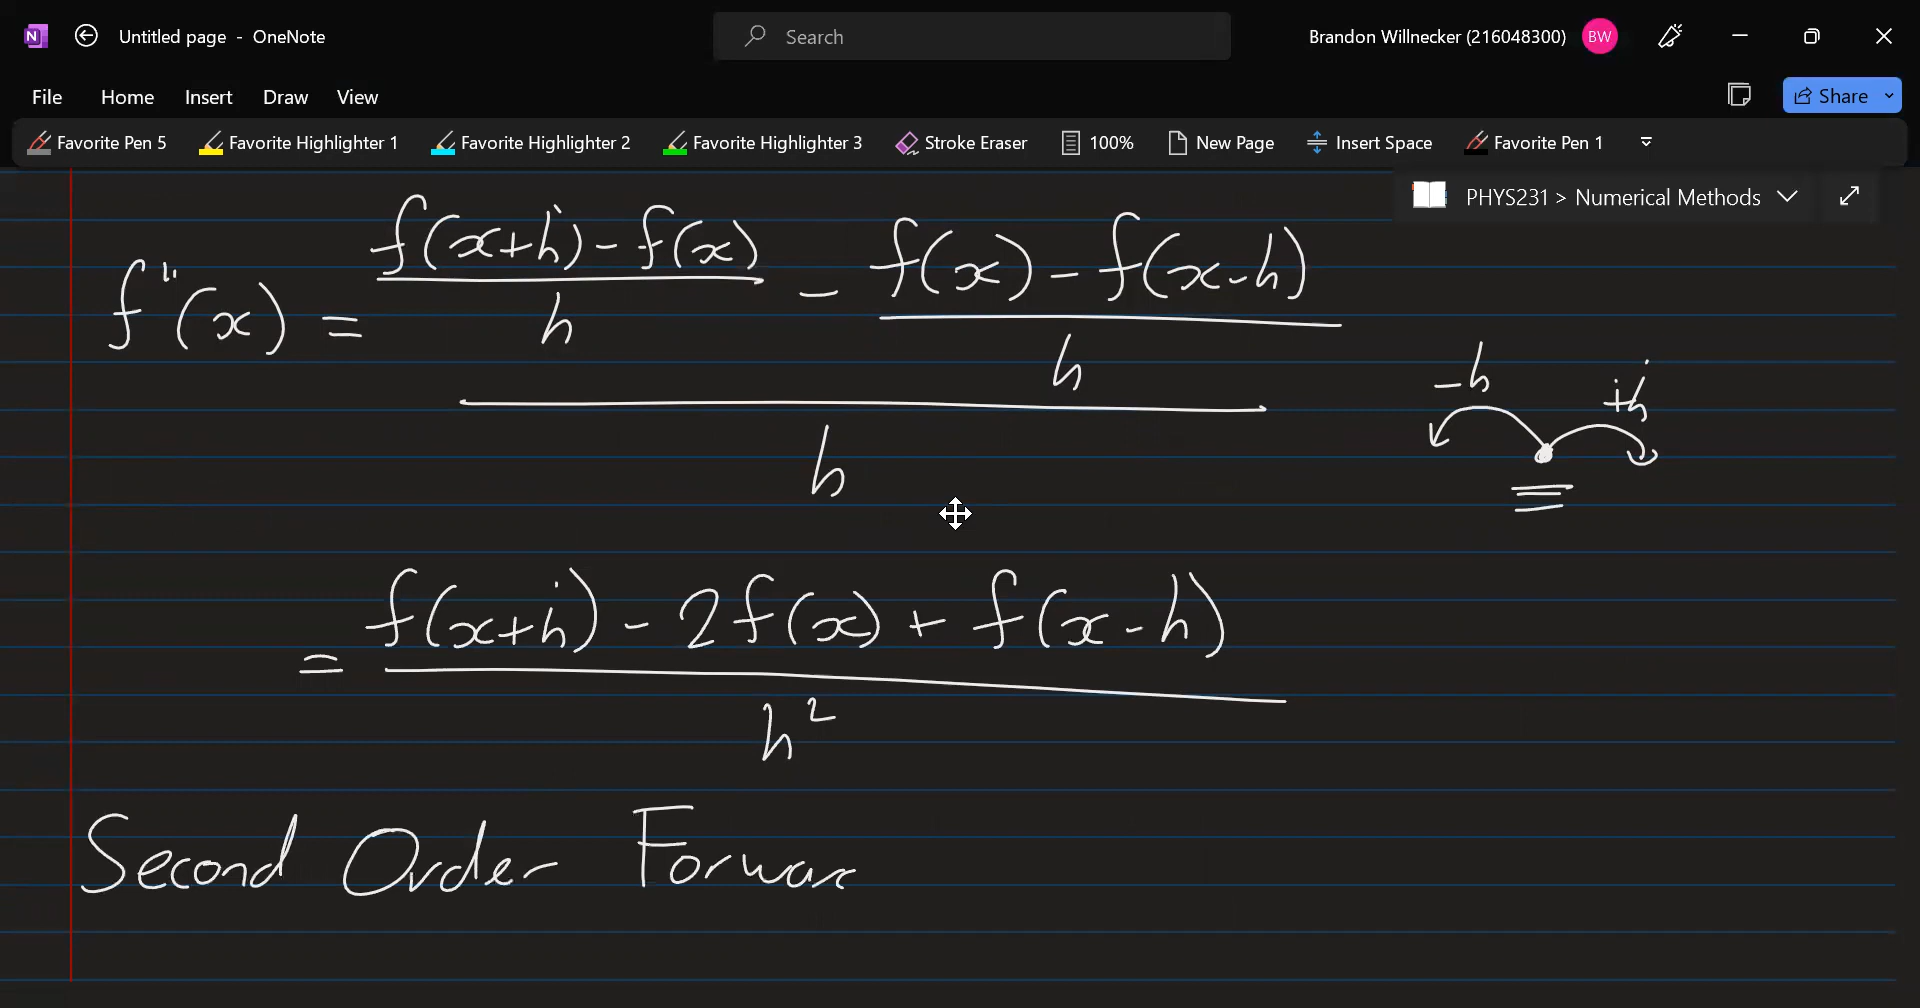 Untitled page - OneNote
Search
Brandon Willnecker (216048300) BW
File Home Insert Draw View
Share
Favorite Pen 5 Favorite Highlighter 1 Favorite Highlighter 2 Favorite Highlighter 3 Stroke Eraser 100% New Page Insert Space Favorite Pen 1
PHYS231 > Numerical Methods
f(x+h) - f(x) - f(x) - f(x-h)
f"(x) =
h h
-h +h
h
= f(x+h) - 2f(x) + f(x-h)
h²
Second Order Forwar